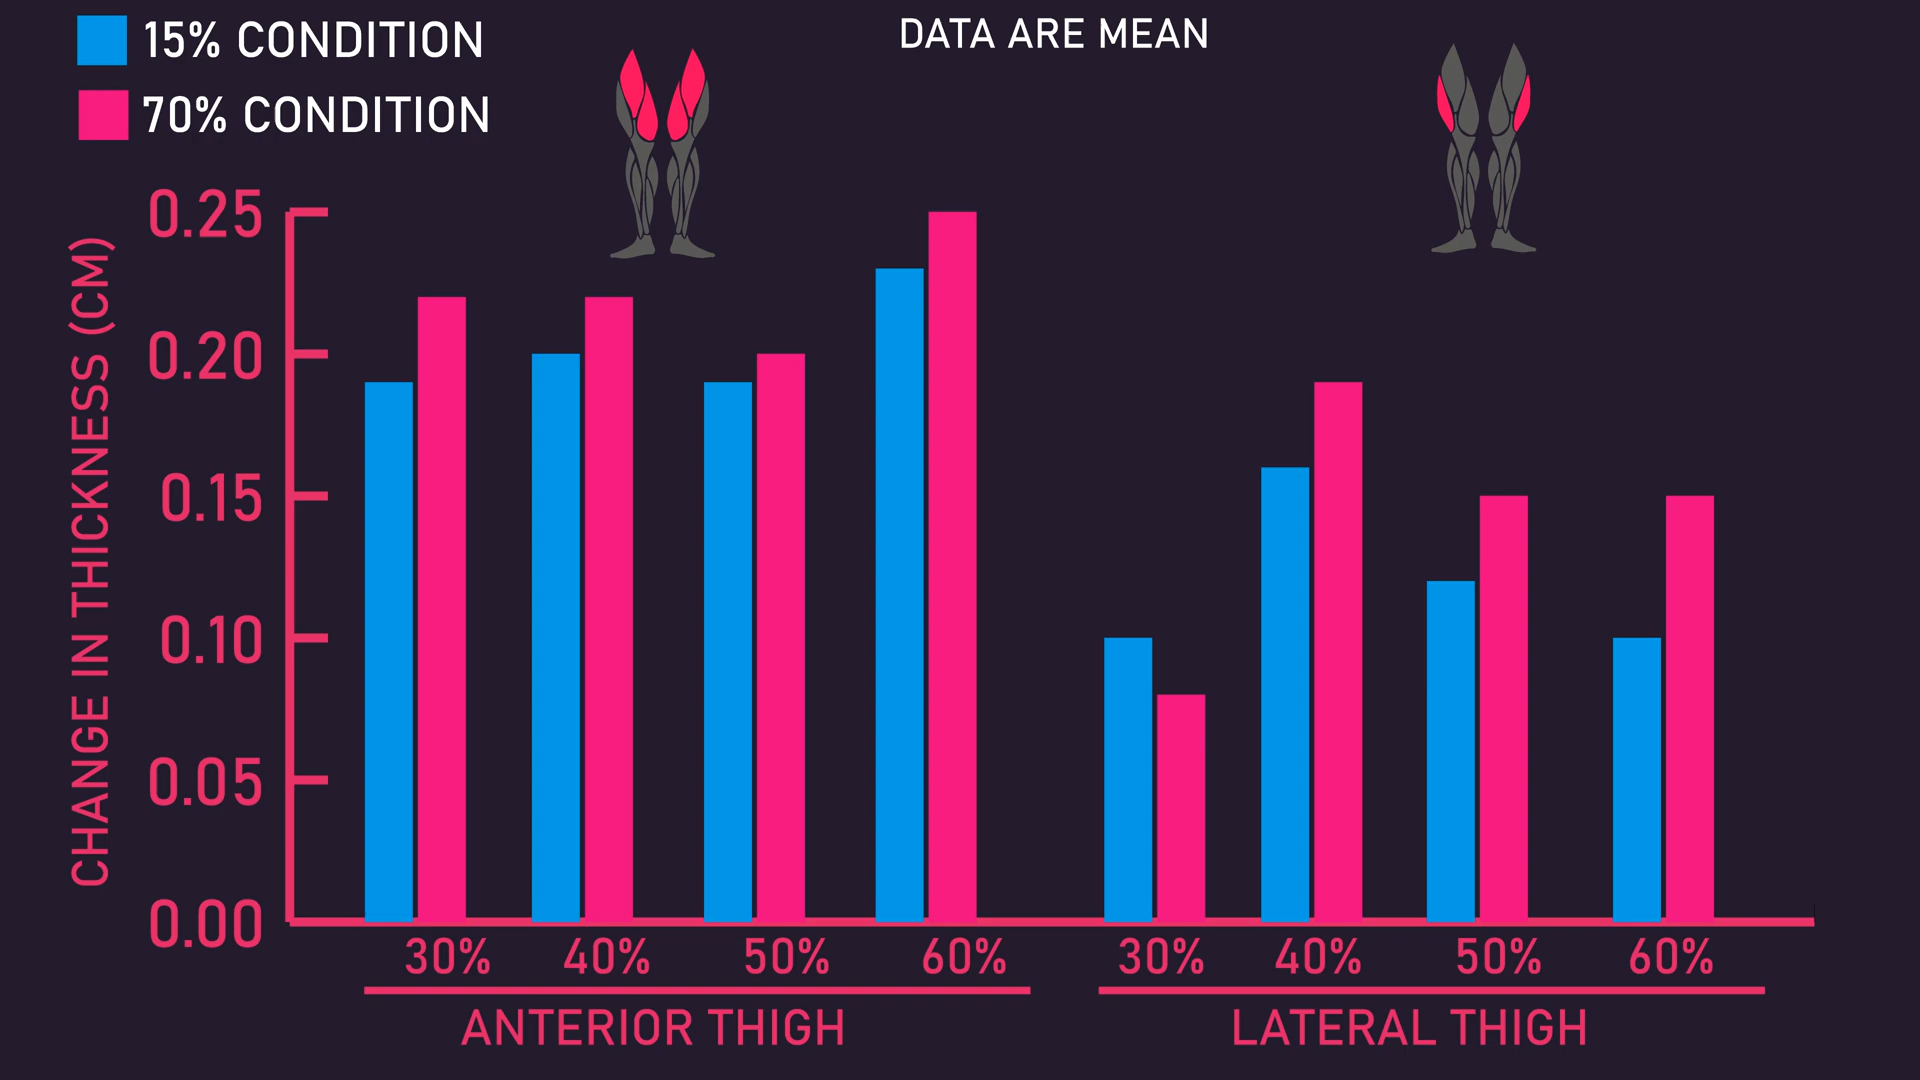 15% CONDITION
70% CONDITION
DATA ARE MEAN
CHANGE IN THICKNESS (CM)
0.25
0.20
0.15
0.10
0.05
0.00
30% 40% 50% 60% 30% 40% 50% 60%
ANTERIOR THIGH LATERAL THIGH